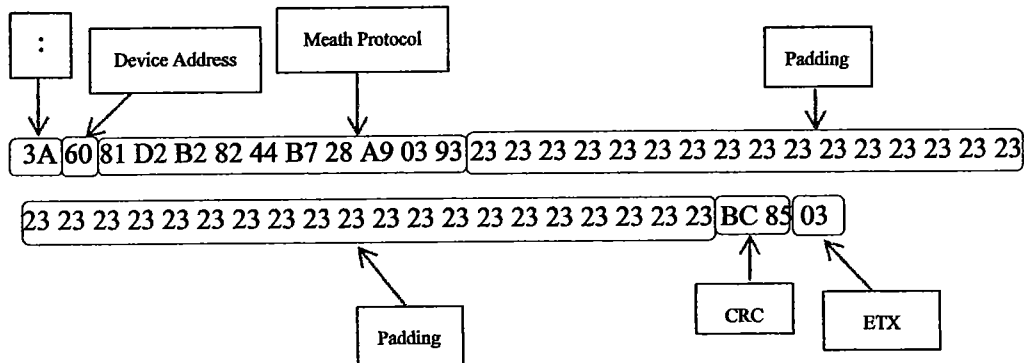 :
Device Address
Meath Protocol
Padding
3A 60 81 D2 B2 82 44 B7 28 A9 03 93 23 23 23 23 23 23 23 23 23 23 23 23 23 23 23 23
23 23 23 23 23 23 23 23 23 23 23 23 23 23 23 23 23 23 23 23 BC 85 03
Padding
CRC
ETX